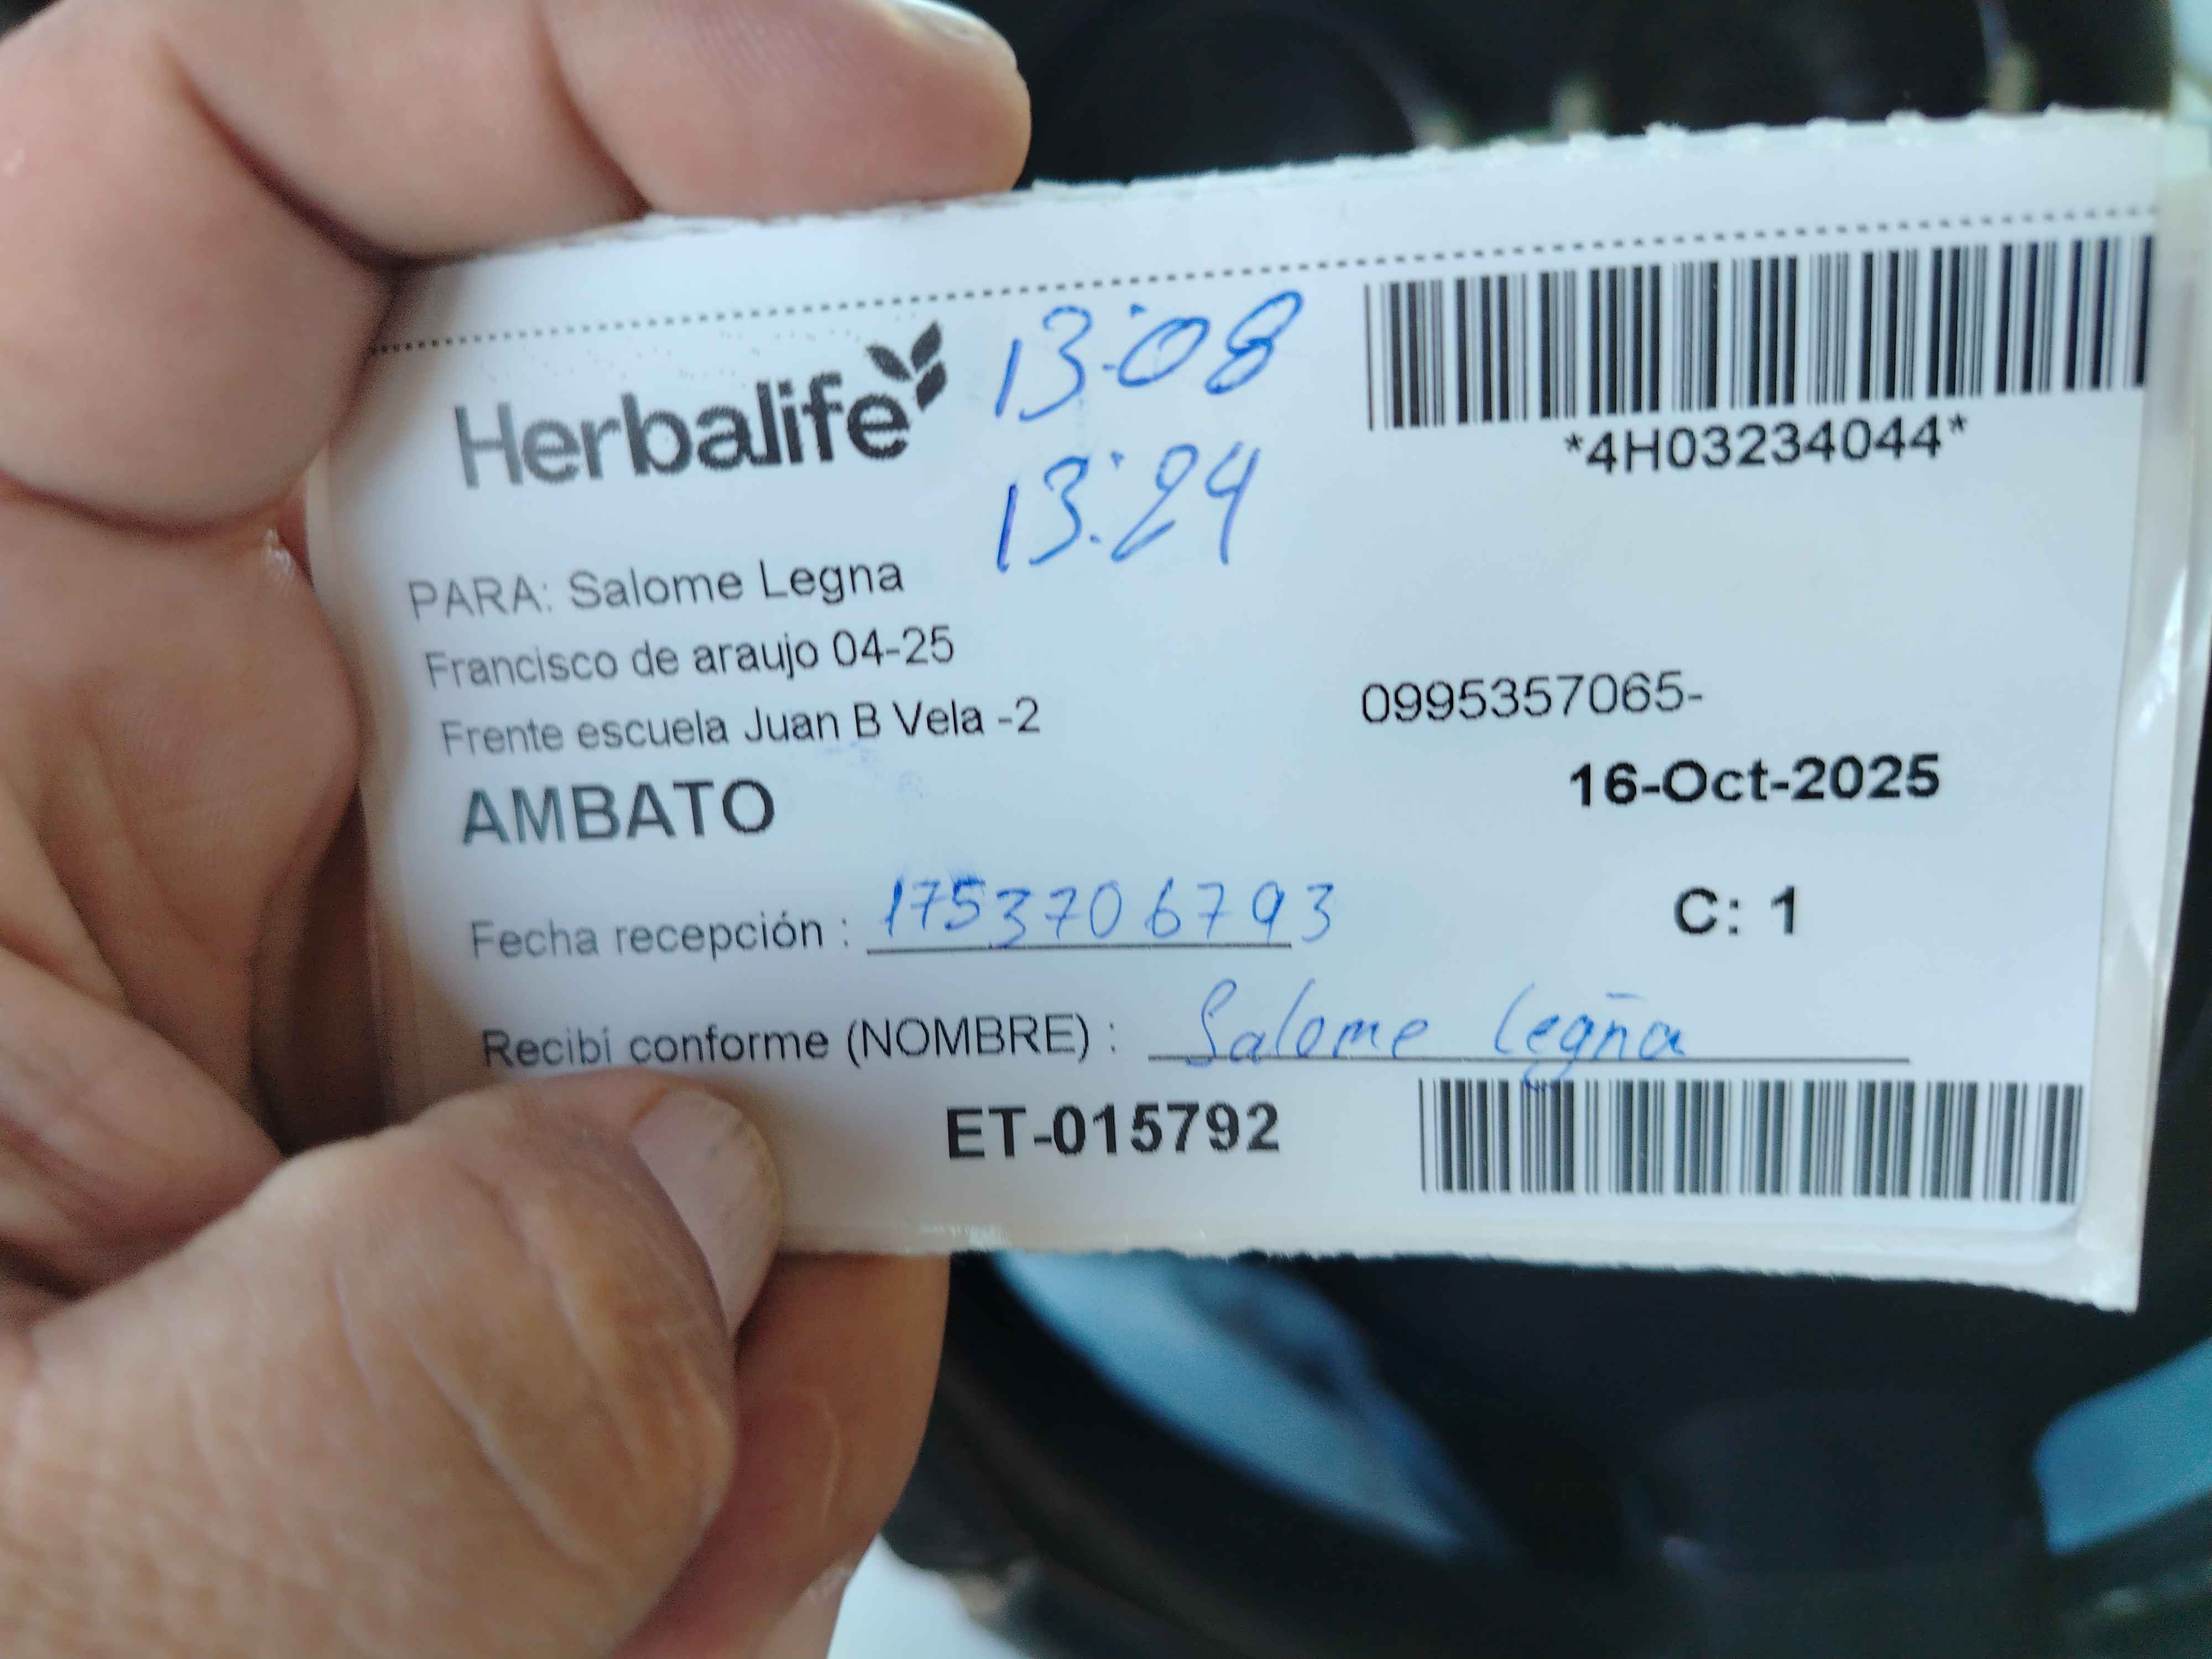 Herbalife
13:08
13:24
*4H03234044*
PARA: Salome Legna
Francisco de araujo 04-25
Frente escuela Juan B Vela -2
0995357065-
AMBATO
16-Oct-2025
C: 1
Fecha recepción : 1753706793
Recibí conforme (NOMBRE) : Salome Legña
ET-015792